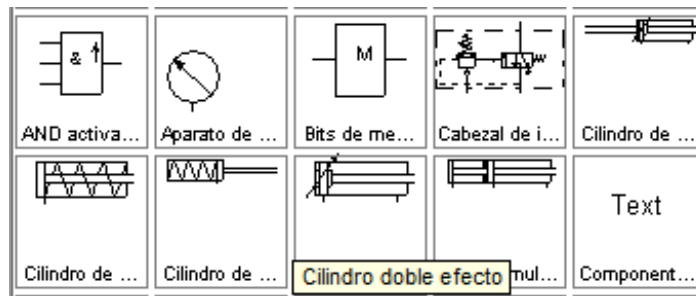 &
M
AND activa...
Aparato de ...
Bits de me...
Cabezal de i...
Cilindro de ...
Text
Cilindro de ...
Cilindro de ...
Cilindro doble efecto
mul...
Component...